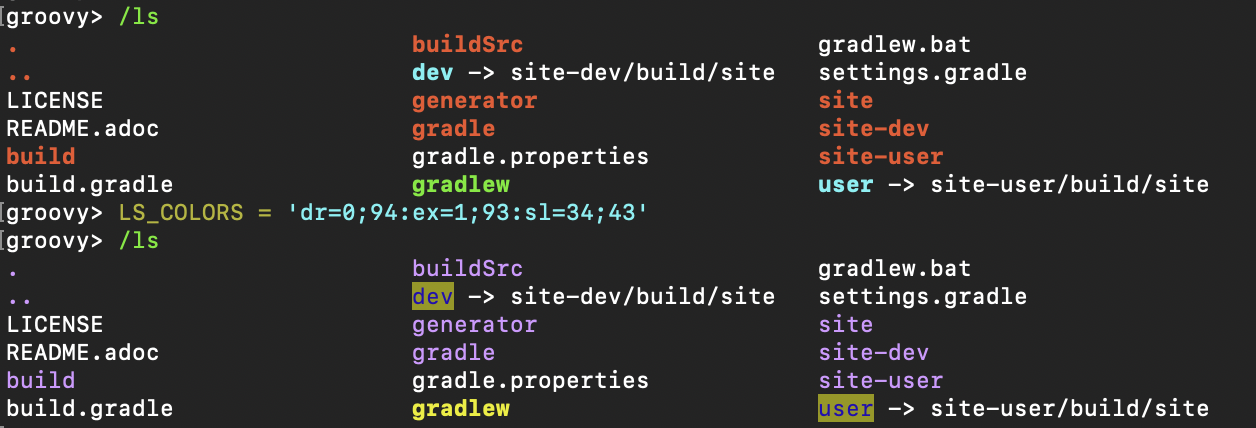 groovy> /ls
. buildSrc gradlew.bat
.. dev -> site-dev/build/site settings.gradle
LICENSE generator site
README.adoc gradle site-dev
build gradle.properties site-user
build.gradle gradlew user -> site-user/build/site
groovy> LS_COLORS = 'dr=0;94:ex=1;93:sl=34;43'
groovy> /ls
. buildSrc gradlew.bat
.. dev -> site-dev/build/site settings.gradle
LICENSE generator site
README.adoc gradle site-dev
build gradle.properties site-user
build.gradle gradlew user -> site-user/build/site